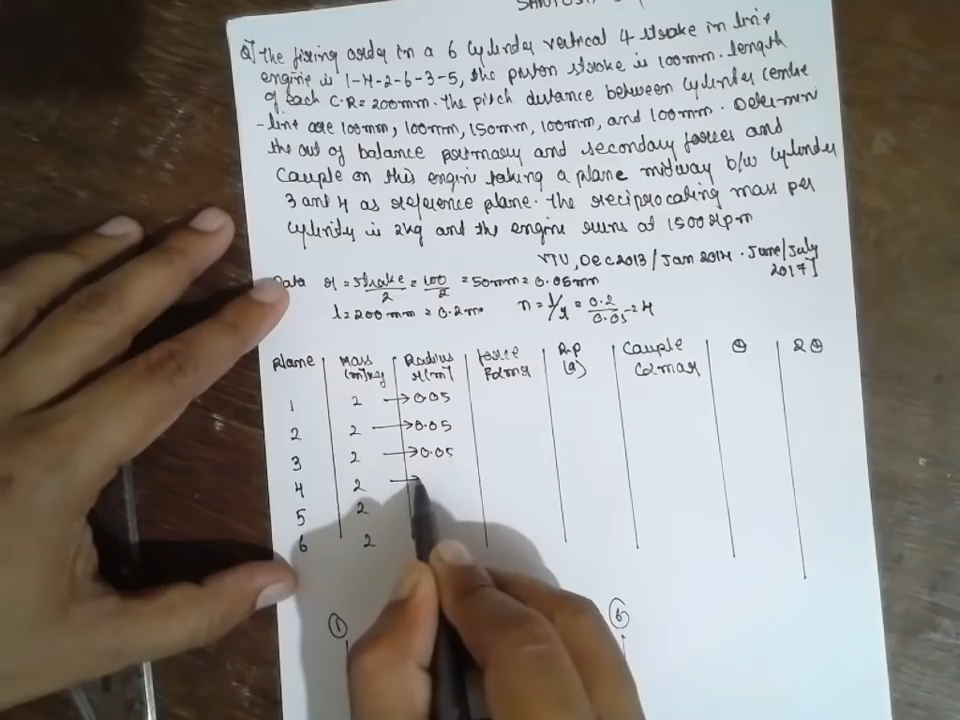 Q] The firing order in a 6 cylinder vertical 4 stroke in line
engine is 1-4-2-6-3-5, the piston stroke is 100mm. length
of each C.R = 200mm. The pitch distance between cylinder centre
-line are 100mm, 100mm, 150mm, 100mm, and 100mm. Determine
the out of balance primary and secondary forces and
Couple on this engine taking a plane midway b/w cylinder
3 and 4 as reference plane. The reciprocating mass per
cylinder is 2kg and the engine runs at 1500rpm
VTU, Dec 2013/Jan 2014. June/July
2017]
Data r = stroke/2 = 100/2 = 50mm = 0.05mm
l = 200mm = 0.2m n = l/r = 0.2/0.05 = 4
Plane Mass (m) kg Radius r(m) force R.P (a) Couple θ 2θ
1 2 → 0.05
2 2 → 0.05
3 2 → 0.05
4 2 →
5 2
6 2
1 6